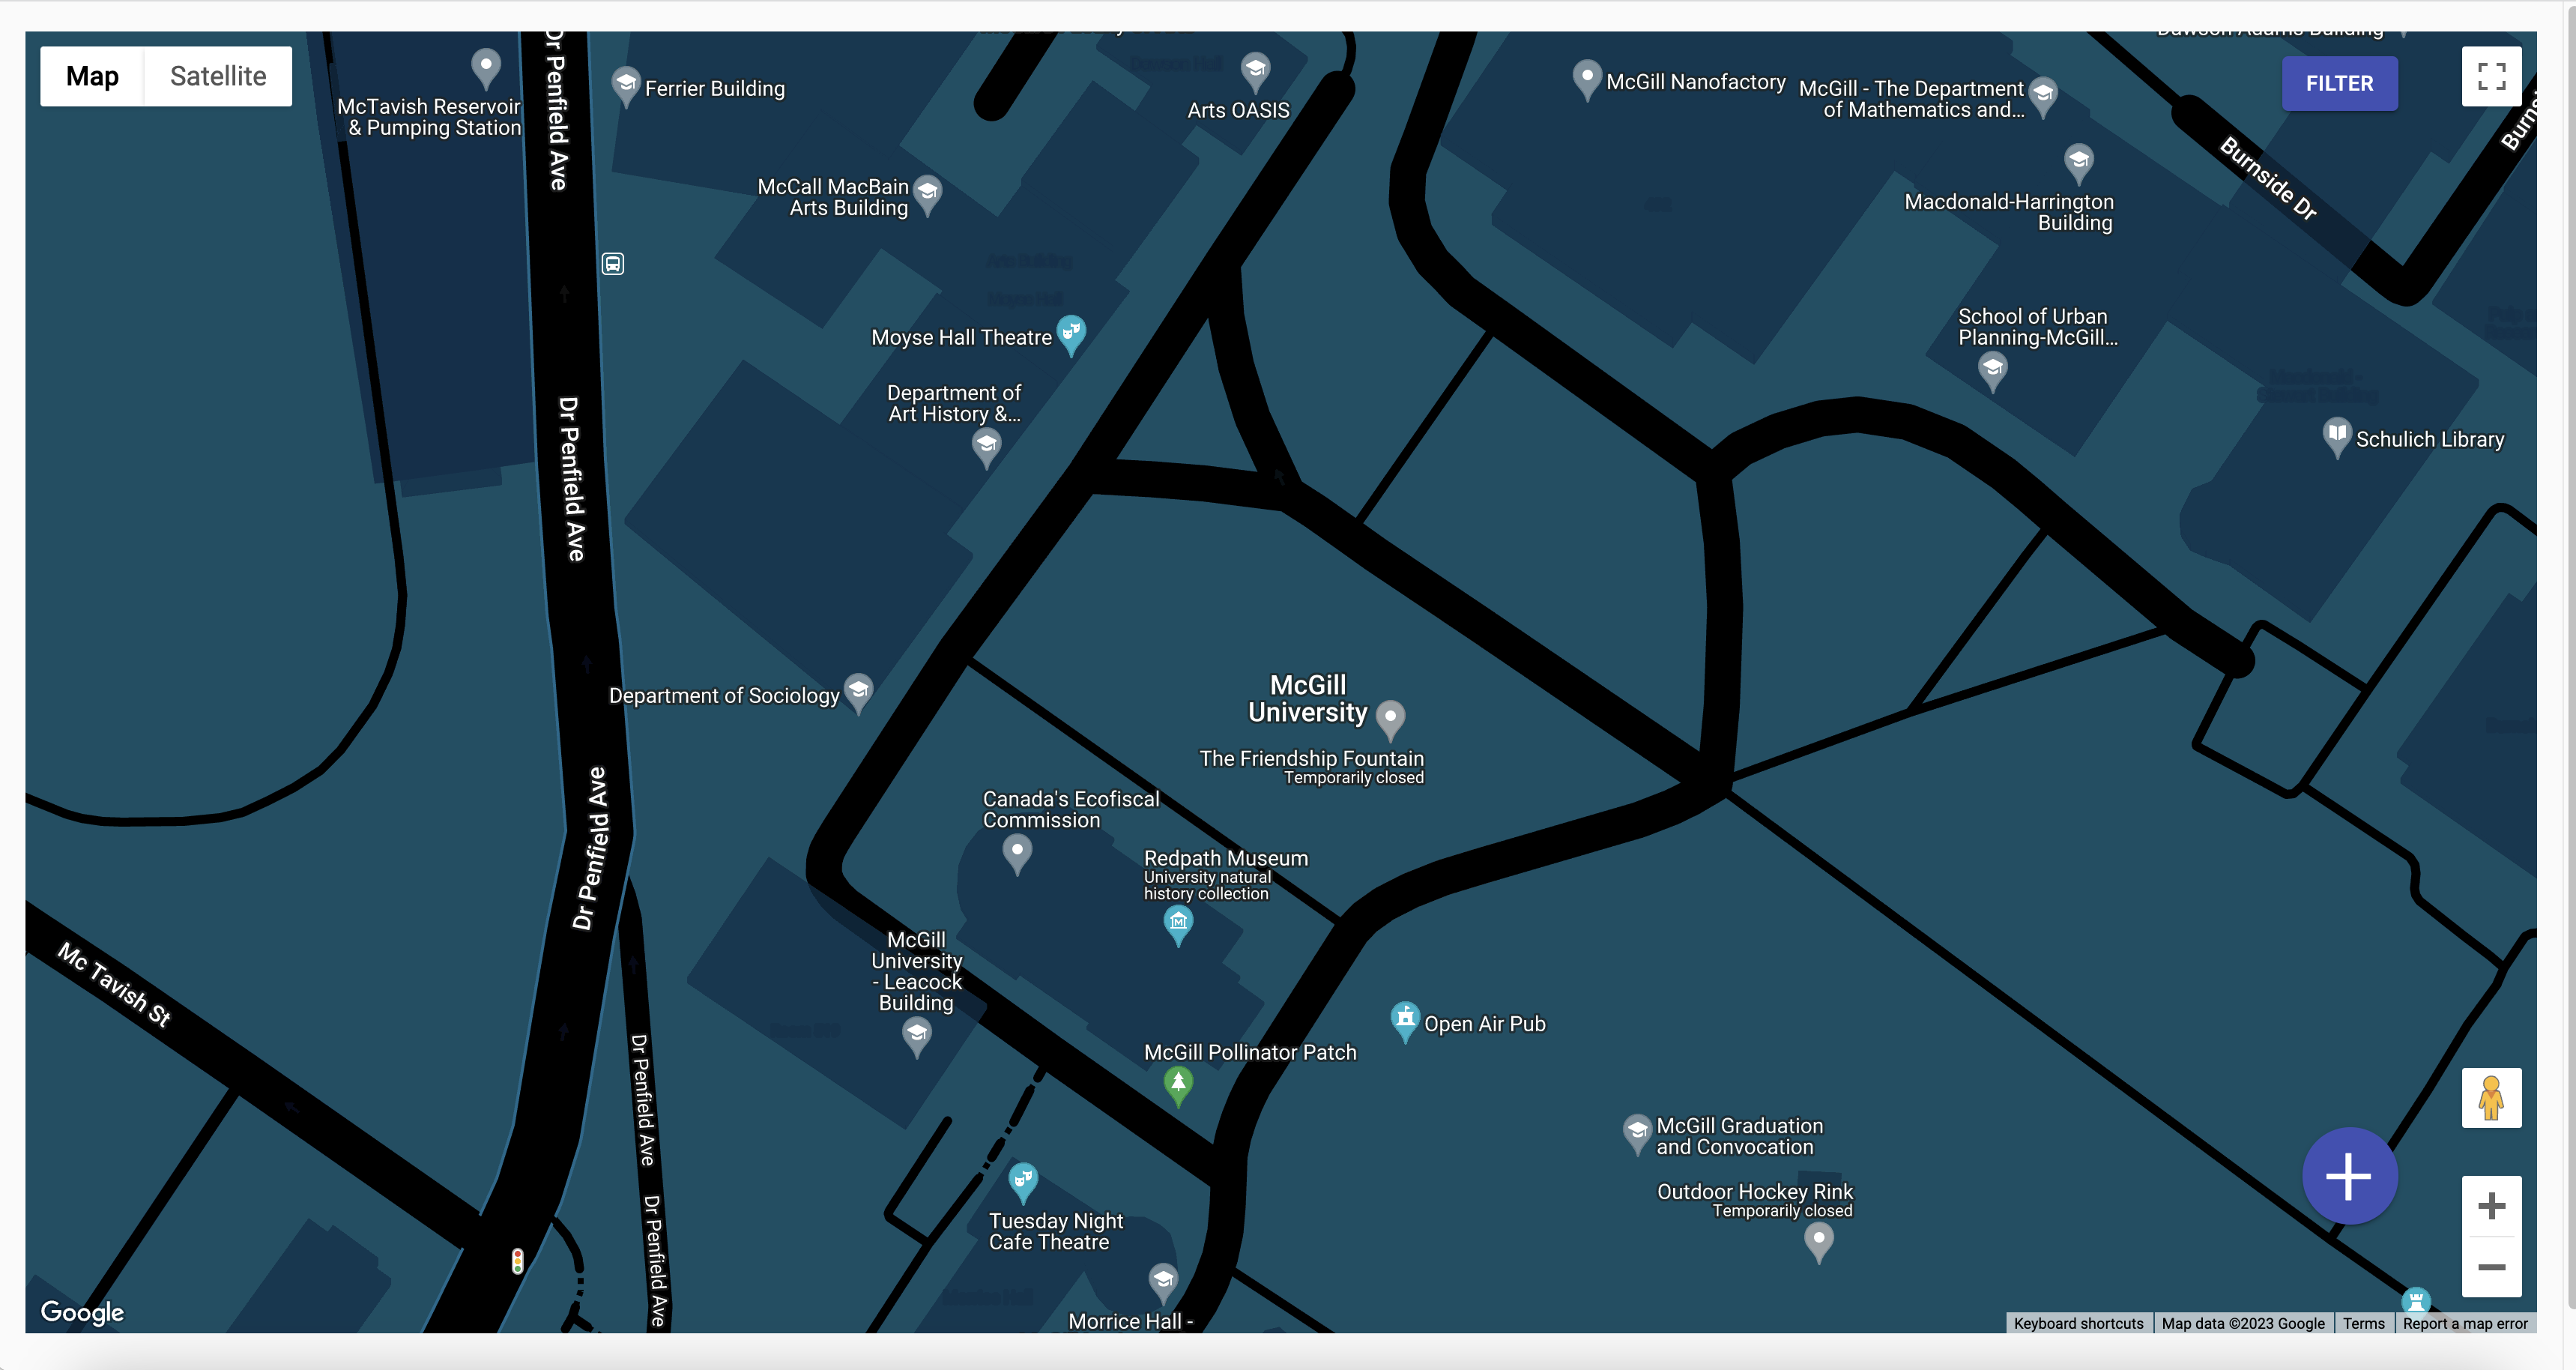 Map
Satellite
FILTER
McTavish Reservoir
& Pumping Station
Dr Penfield Ave
Ferrier Building
Arts OASIS
McGill Nanofactory
McGill - The Department
of Mathematics and...
Dawson Adams Building
Burnside Dr
McCall MacBain
Arts Building
Macdonald-Harrington
Building
Moyse Hall Theatre
School of Urban
Planning-McGill...
Department of
Art History &...
Dr Penfield Ave
Schulich Library
Department of Sociology
McGill
University
The Friendship Fountain
Temporarily closed
Dr Penfield Ave
Canada's Ecofiscal
Commission
Redpath Museum
University natural
history collection
Mc Tavish St
McGill
University
- Leacock
Building
Open Air Pub
McGill Pollinator Patch
Dr Penfield Ave
McGill Graduation
and Convocation
Outdoor Hockey Rink
Temporarily closed
Tuesday Night
Cafe Theatre
Dr Penfield Ave
Morrice Hall -
Google
Keyboard shortcuts
Map data ©2023 Google
Terms
Report a map error